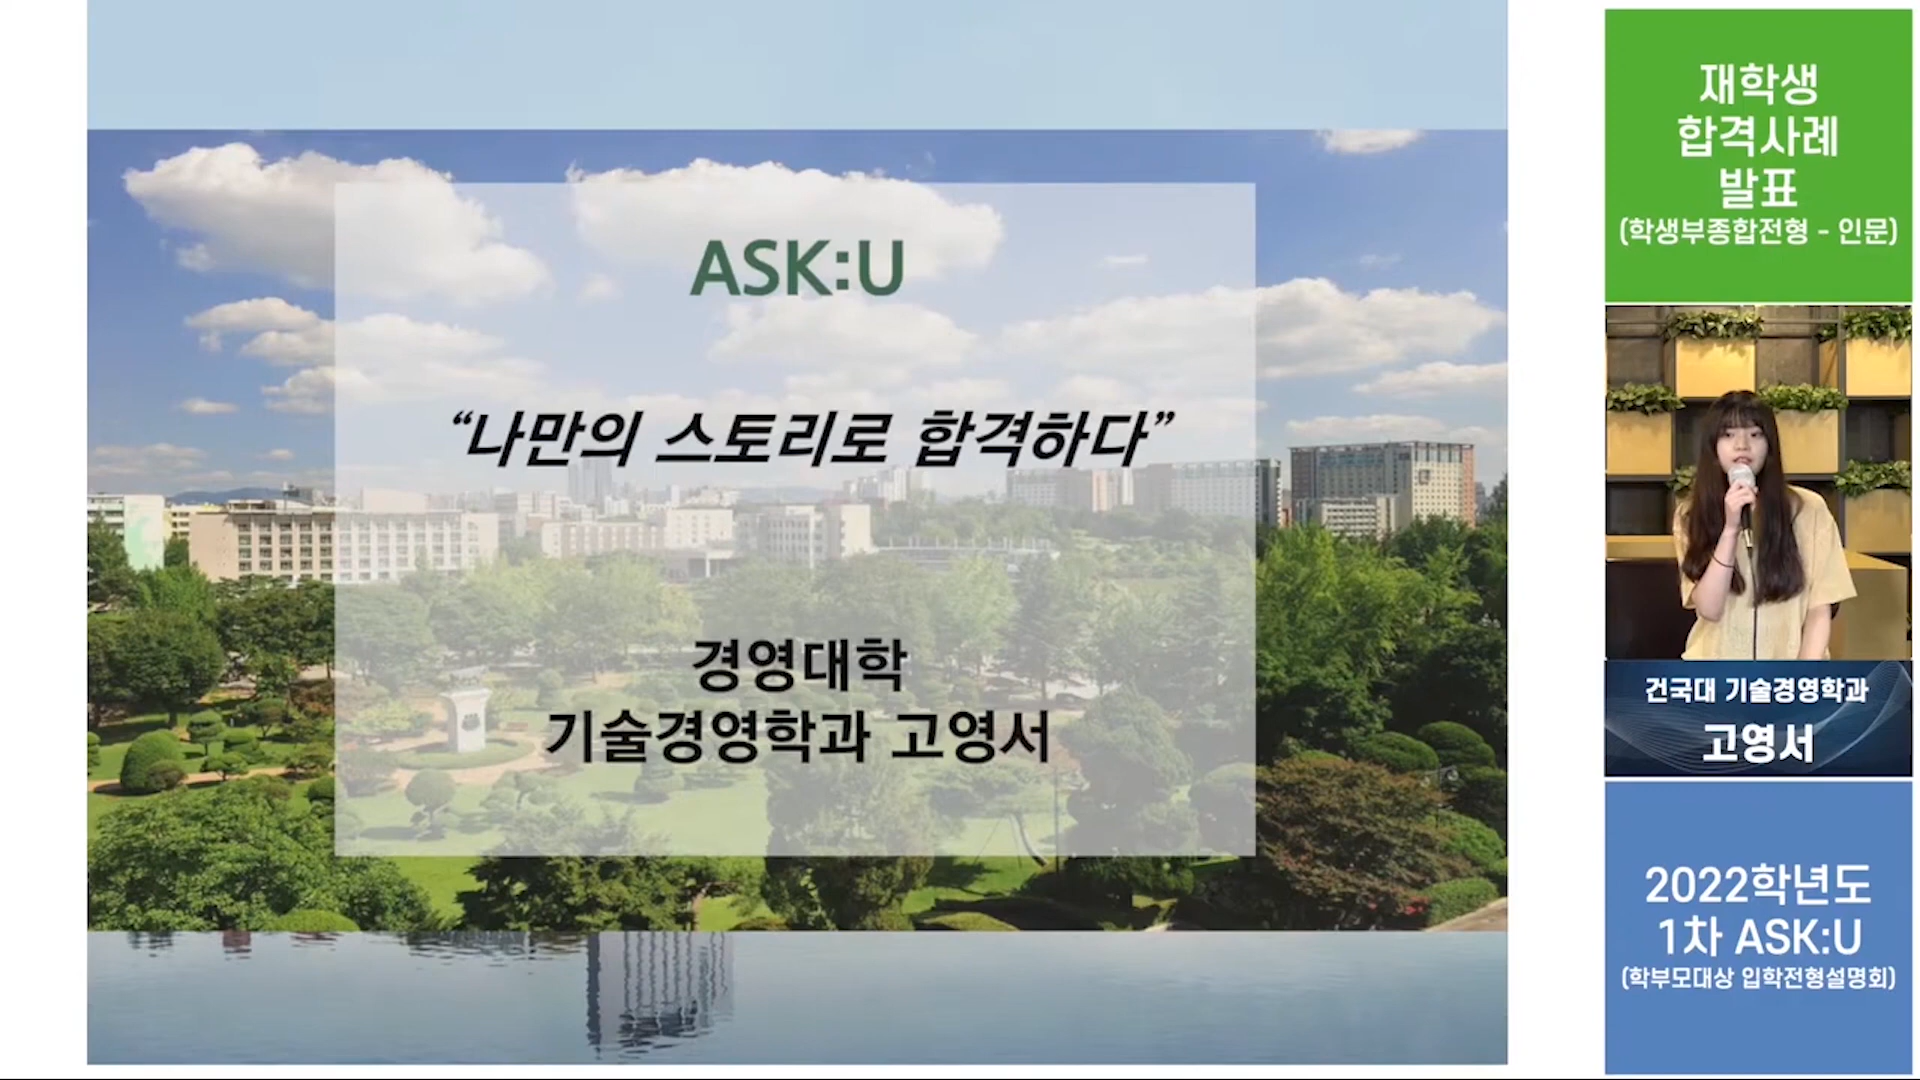 ASK:U
“나만의 스토리로 합격하다”
경영대학
기술경영학과 고영서
재학생
합격사례
발표
(학생부종합전형 - 인문)
건국대 기술경영학과
고영서
2022학년도
1차 ASK:U
(학부모대상 입학전형설명회)